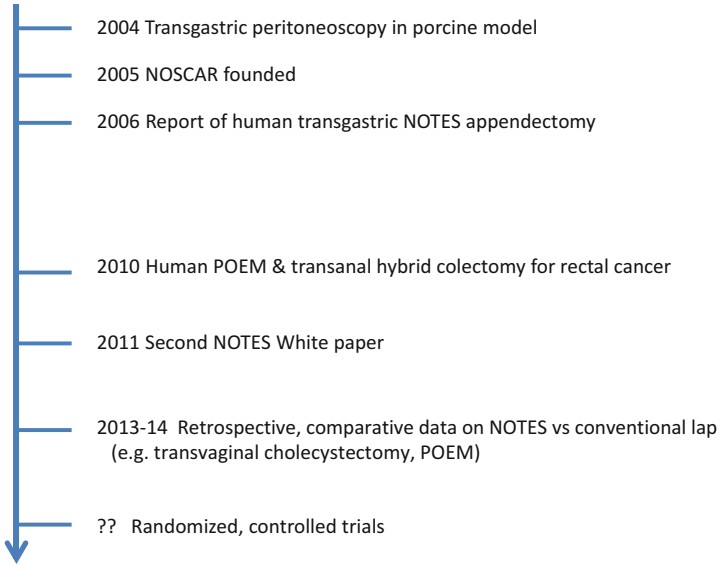 2004 Transgastric peritoneoscopy in porcine model
2005 NOSCAR founded
2006 Report of human transgastric NOTES appendectomy
2010 Human POEM & transanal hybrid colectomy for rectal cancer
2011 Second NOTES White paper
2013-14 Retrospective, comparative data on NOTES vs conventional lap
(e.g. transvaginal cholecystectomy, POEM)
?? Randomized, controlled trials